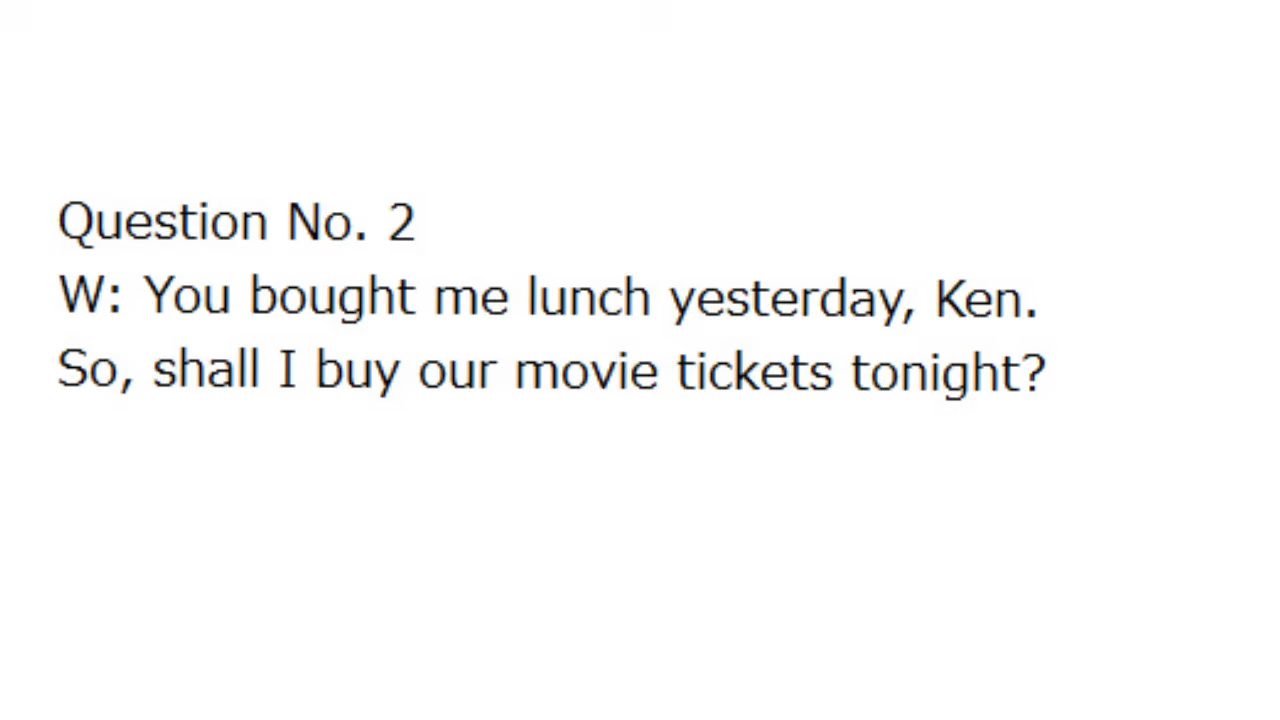 Question No. 2
W: You bought me lunch yesterday, Ken.
So, shall I buy our movie tickets tonight?